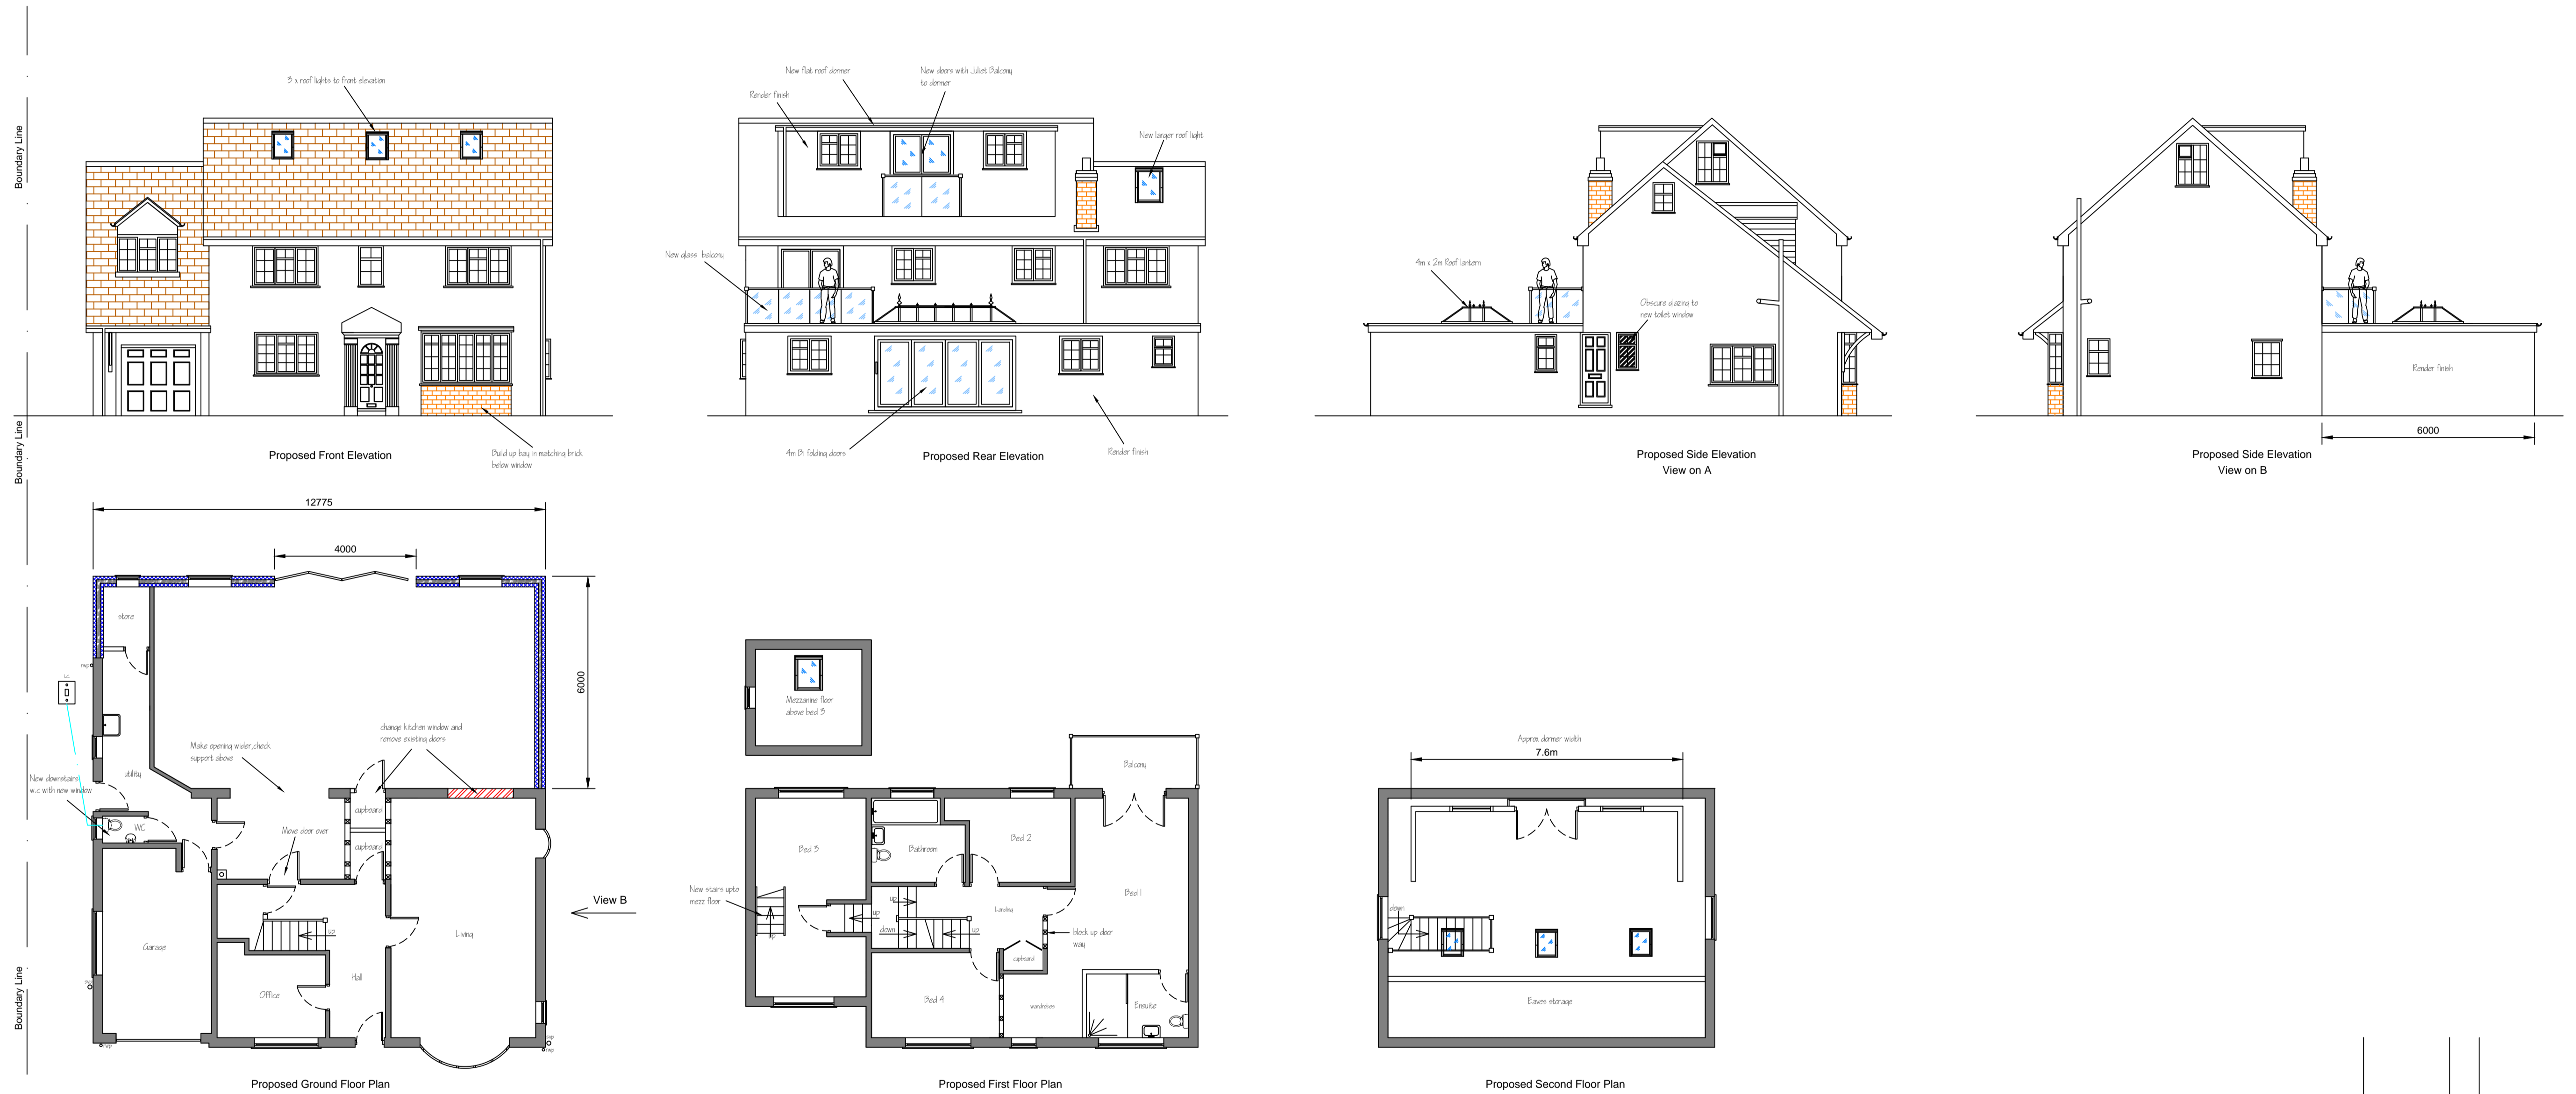 Boundary Line
Boundary Line
Boundary Line
3 x roof lights to front elevation
Proposed Front Elevation
Build up bay in matching brick
below window
New flat roof dormer
New doors with Juliet Balcony
to dormer
Render finish
New larger roof light
New glass balcony
4m Bi folding doors
Proposed Rear Elevation
Render finish
4m x 2m Roof lantern
Obscure glazing to
new toilet window
Proposed Side Elevation
View on A
Render finish
6000
Proposed Side Elevation
View on B
12775
4000
6000
store
rwp
utility
Make opening wider,check
support above
change kitchen window and
remove existing doors
New downstairs
w.c with new window
WC
Move door over
cupboard
cupboard
Garage
up
Office
Hall
Living
View B
rwp
rwp
Proposed Ground Floor Plan
Mezzanine floor
above bed 3
Balcony
Bed 3
Bathroom
Bed 2
Bed 1
New stairs upto
mezz floor
up
up
up
down
up
Landing
block up door
way
cupboard
Bed 4
wardrobes
Ensuite
Proposed First Floor Plan
Approx dormer width
7.6m
down
Eaves storage
Proposed Second Floor Plan